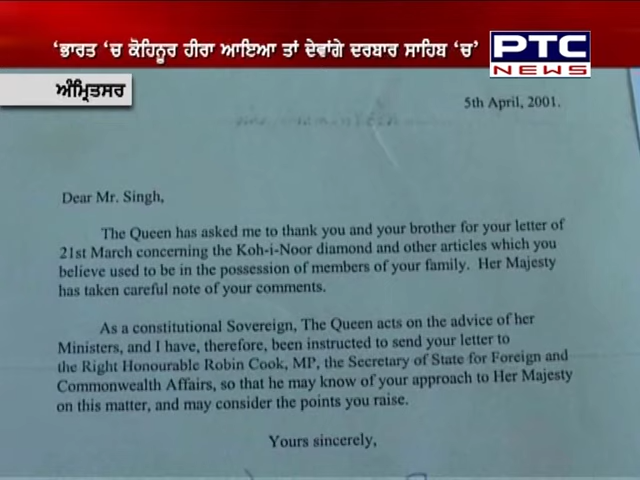 'ਭਾਰਤ 'ਚ ਕੋਹਿਨੂਰ ਹੀਰਾ ਆਇਆ ਤਾਂ ਦੇਵਾਂਗੇ ਦਰਬਾਰ ਸਾਹਿਬ 'ਚ'
PTC
NEWS
ਅੰਮ੍ਰਿਤਸਰ
5th April, 2001.
Dear Mr. Singh,
The Queen has asked me to thank you and your brother for your letter of
21st March concerning the Koh-i-Noor diamond and other articles which you
believe used to be in the possession of members of your family. Her Majesty
has taken careful note of your comments.
As a constitutional Sovereign, The Queen acts on the advice of her
Ministers, and I have, therefore, been instructed to send your letter to
the Right Honourable Robin Cook, MP, the Secretary of State for Foreign and
Commonwealth Affairs, so that he may know of your approach to Her Majesty
on this matter, and may consider the points you raise.
Yours sincerely,